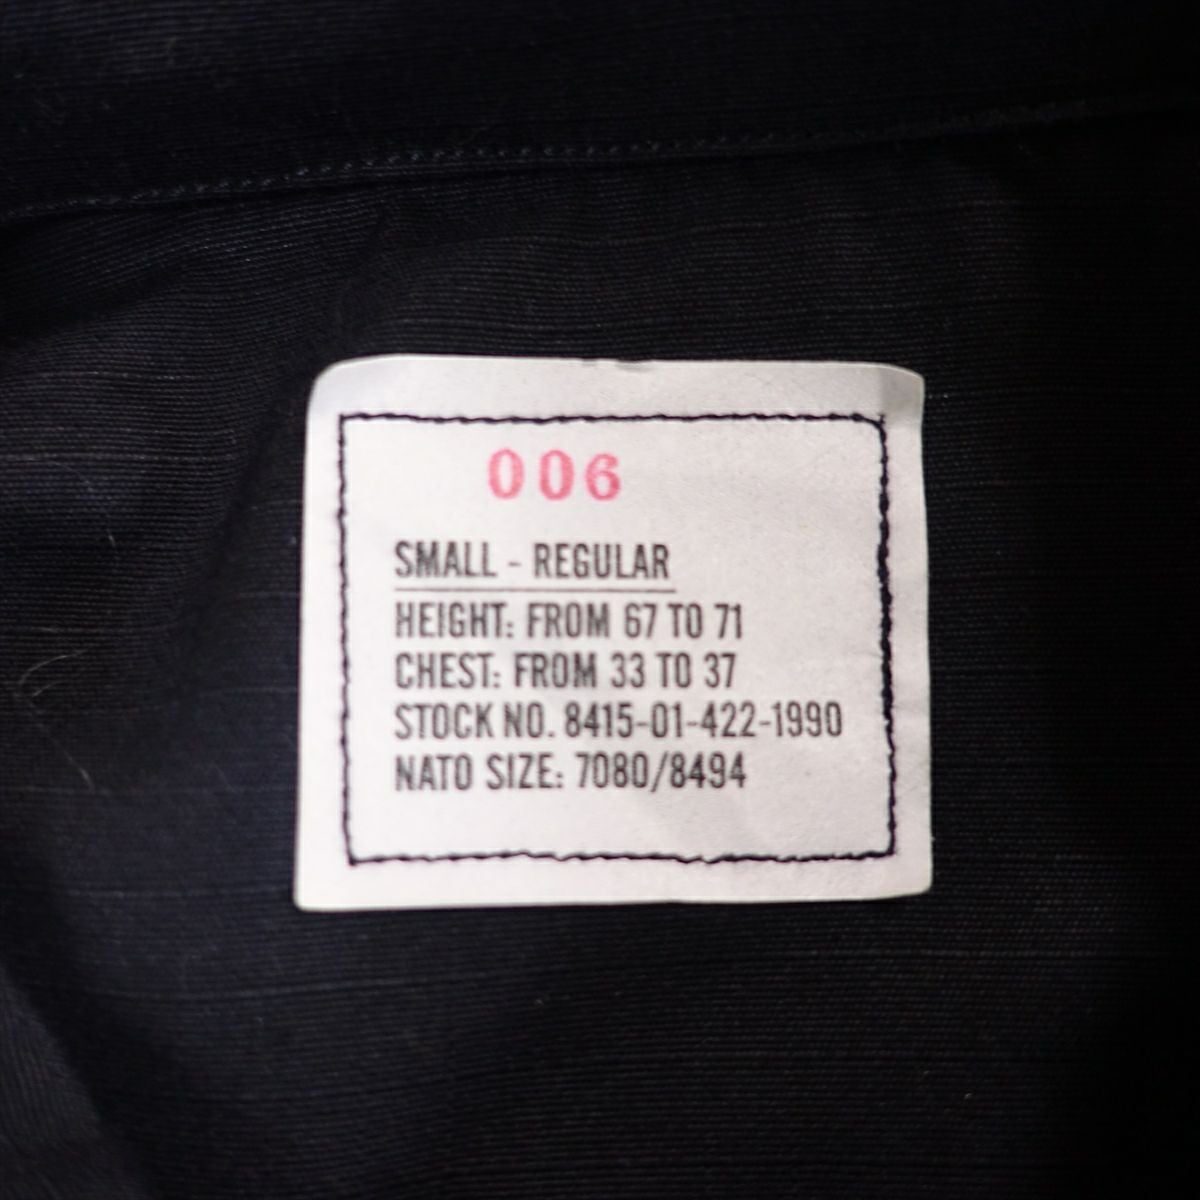 006
SMALL - REGULAR
HEIGHT: FROM 67 TO 71
CHEST: FROM 33 TO 37
STOCK NO. 8415-01-422-1990
NATO SIZE: 7080/8494